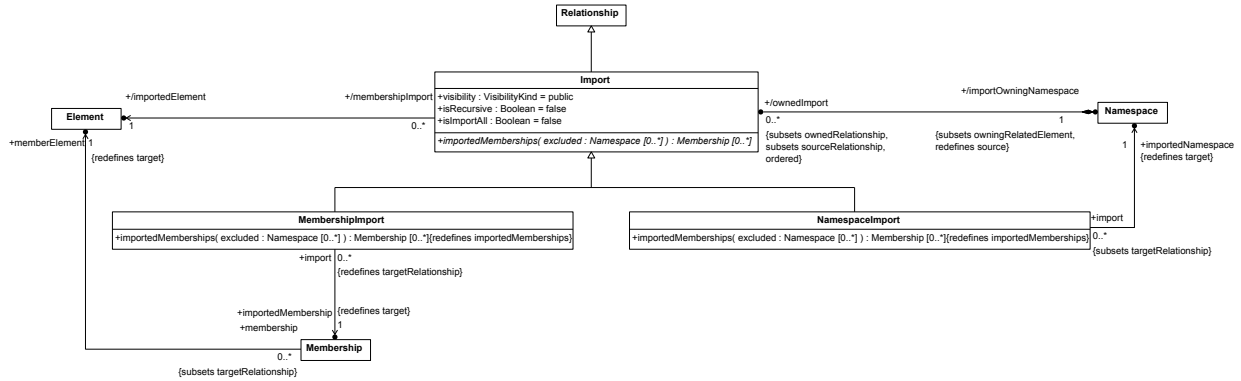 Relationship
Import
+visibility : VisibilityKind = public
+isRecursive : Boolean = false
+isImportAll : Boolean = false
+importedMemberships( excluded : Namespace [0..*] ) : Membership [0..*]
+/importedElement
+/membershipImport
1
0..*
Element
+memberElement
1
{redefines target}
+/ownedImport
0..*
{subsets ownedRelationship,
subsets sourceRelationship,
ordered}
+/importOwningNamespace
1
{subsets owningRelatedElement,
redefines source}
Namespace
1
+importedNamespace
{redefines target}
MembershipImport
+importedMemberships( excluded : Namespace [0..*] ) : Membership [0..*]{redefines importedMemberships}
NamespaceImport
+importedMemberships( excluded : Namespace [0..*] ) : Membership [0..*]{redefines importedMemberships}
+import
0..*
{subsets targetRelationship}
+import
0..*
{redefines targetRelationship}
+importedMembership
{redefines target}
1
+membership
Membership
0..*
{subsets targetRelationship}